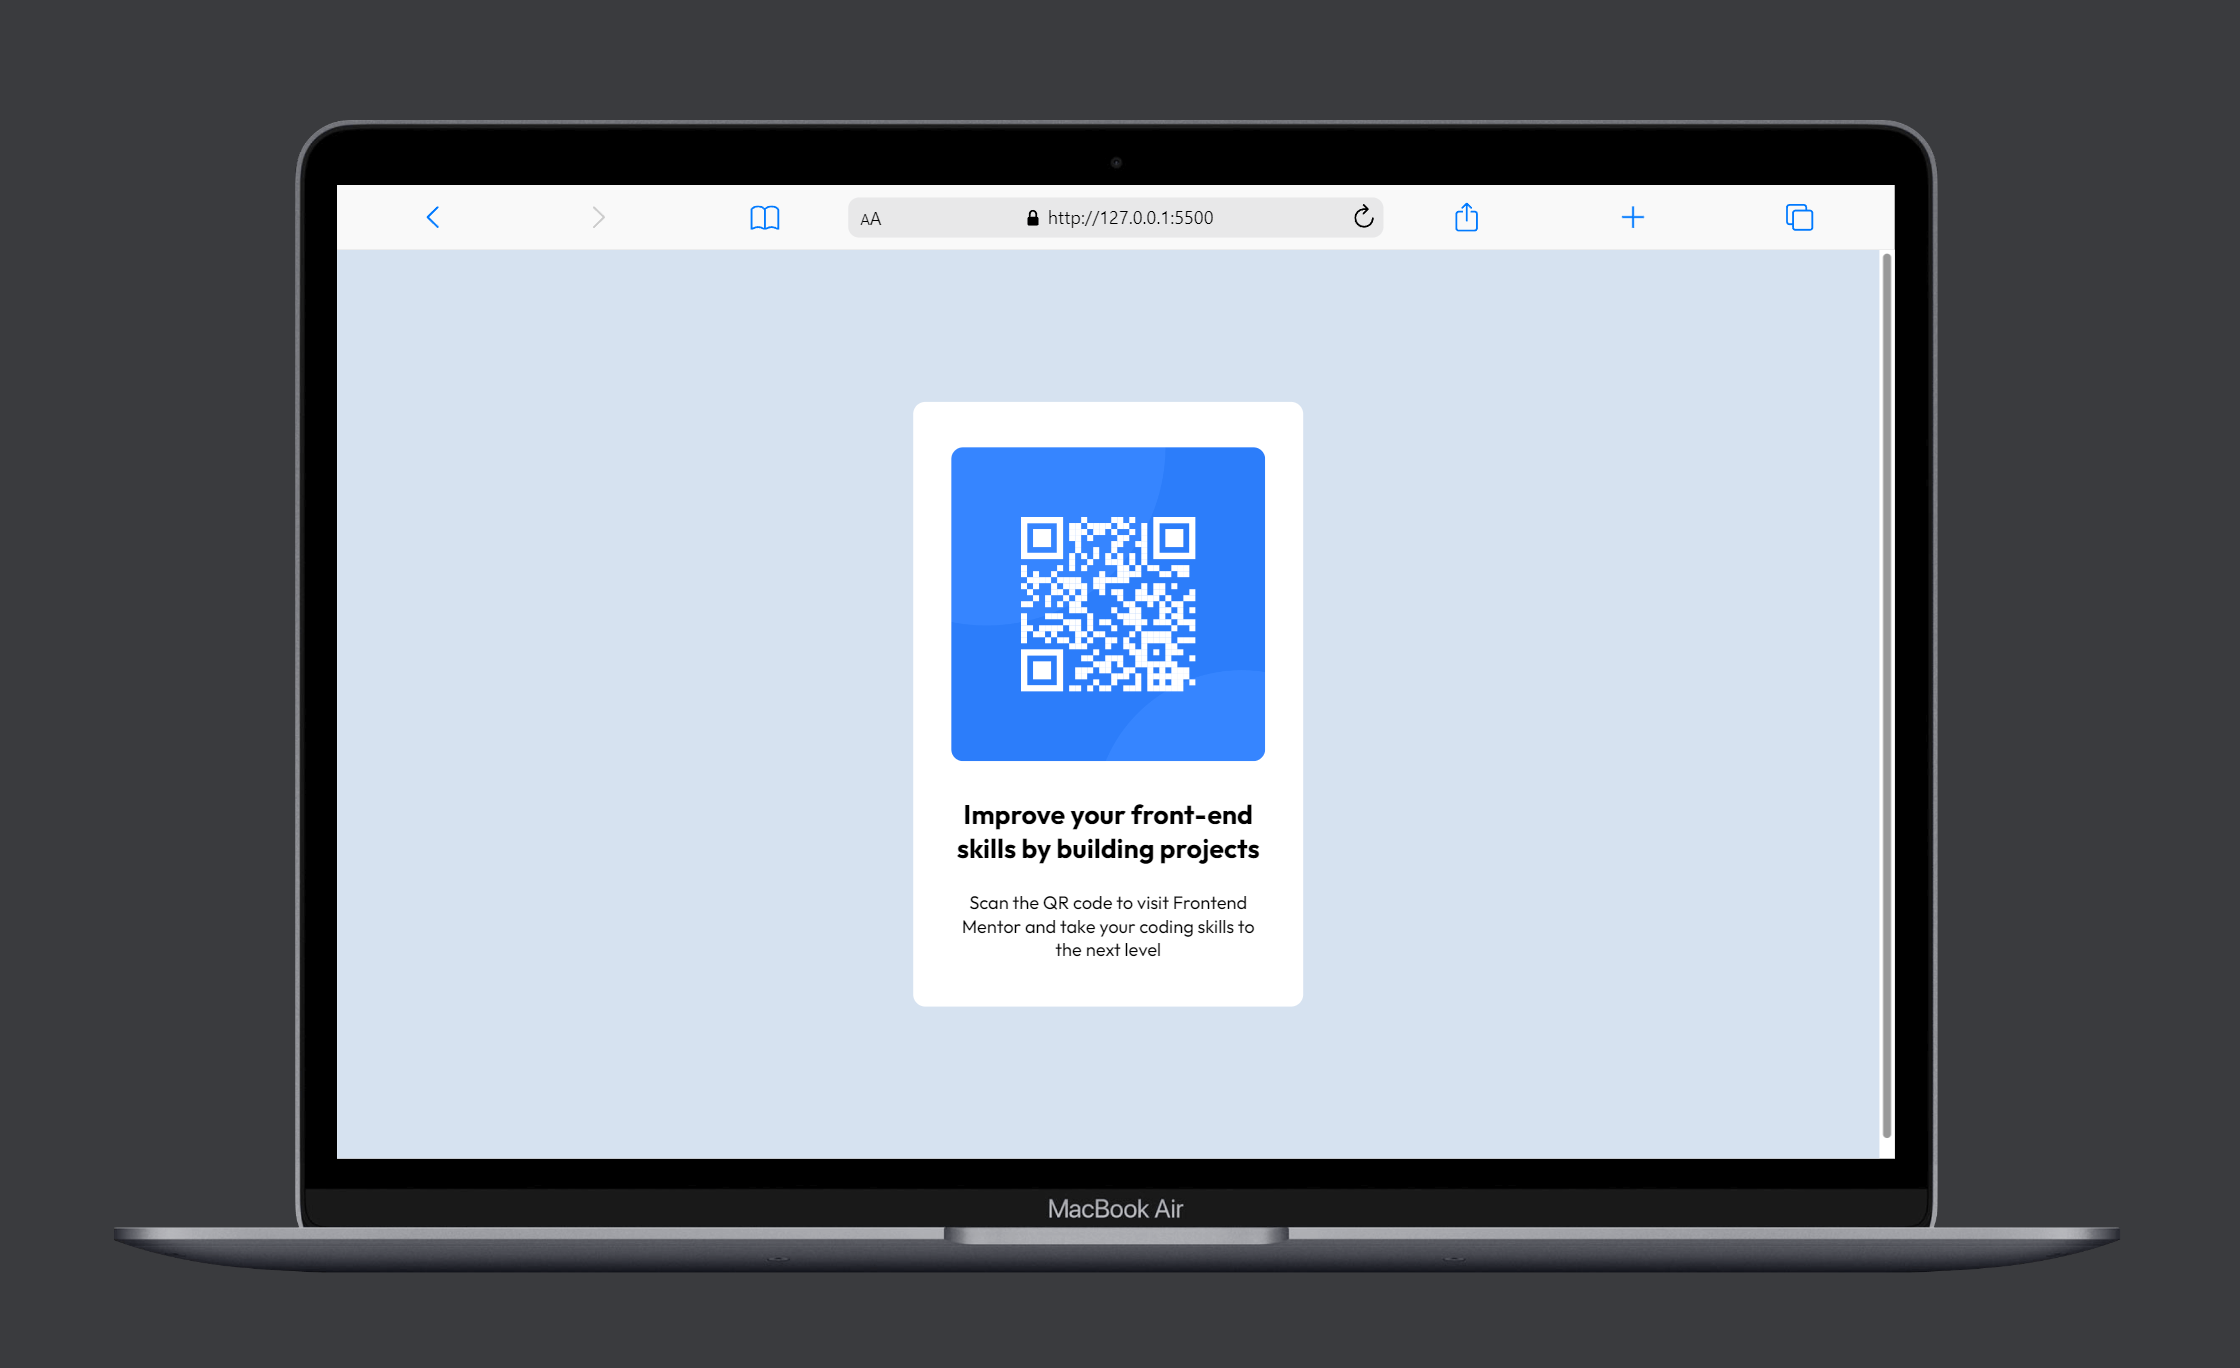 AA
http://127.0.0.1:5500
Improve your front-end
skills by building projects
Scan the QR code to visit Frontend
Mentor and take your coding skills to
the next level
MacBook Air